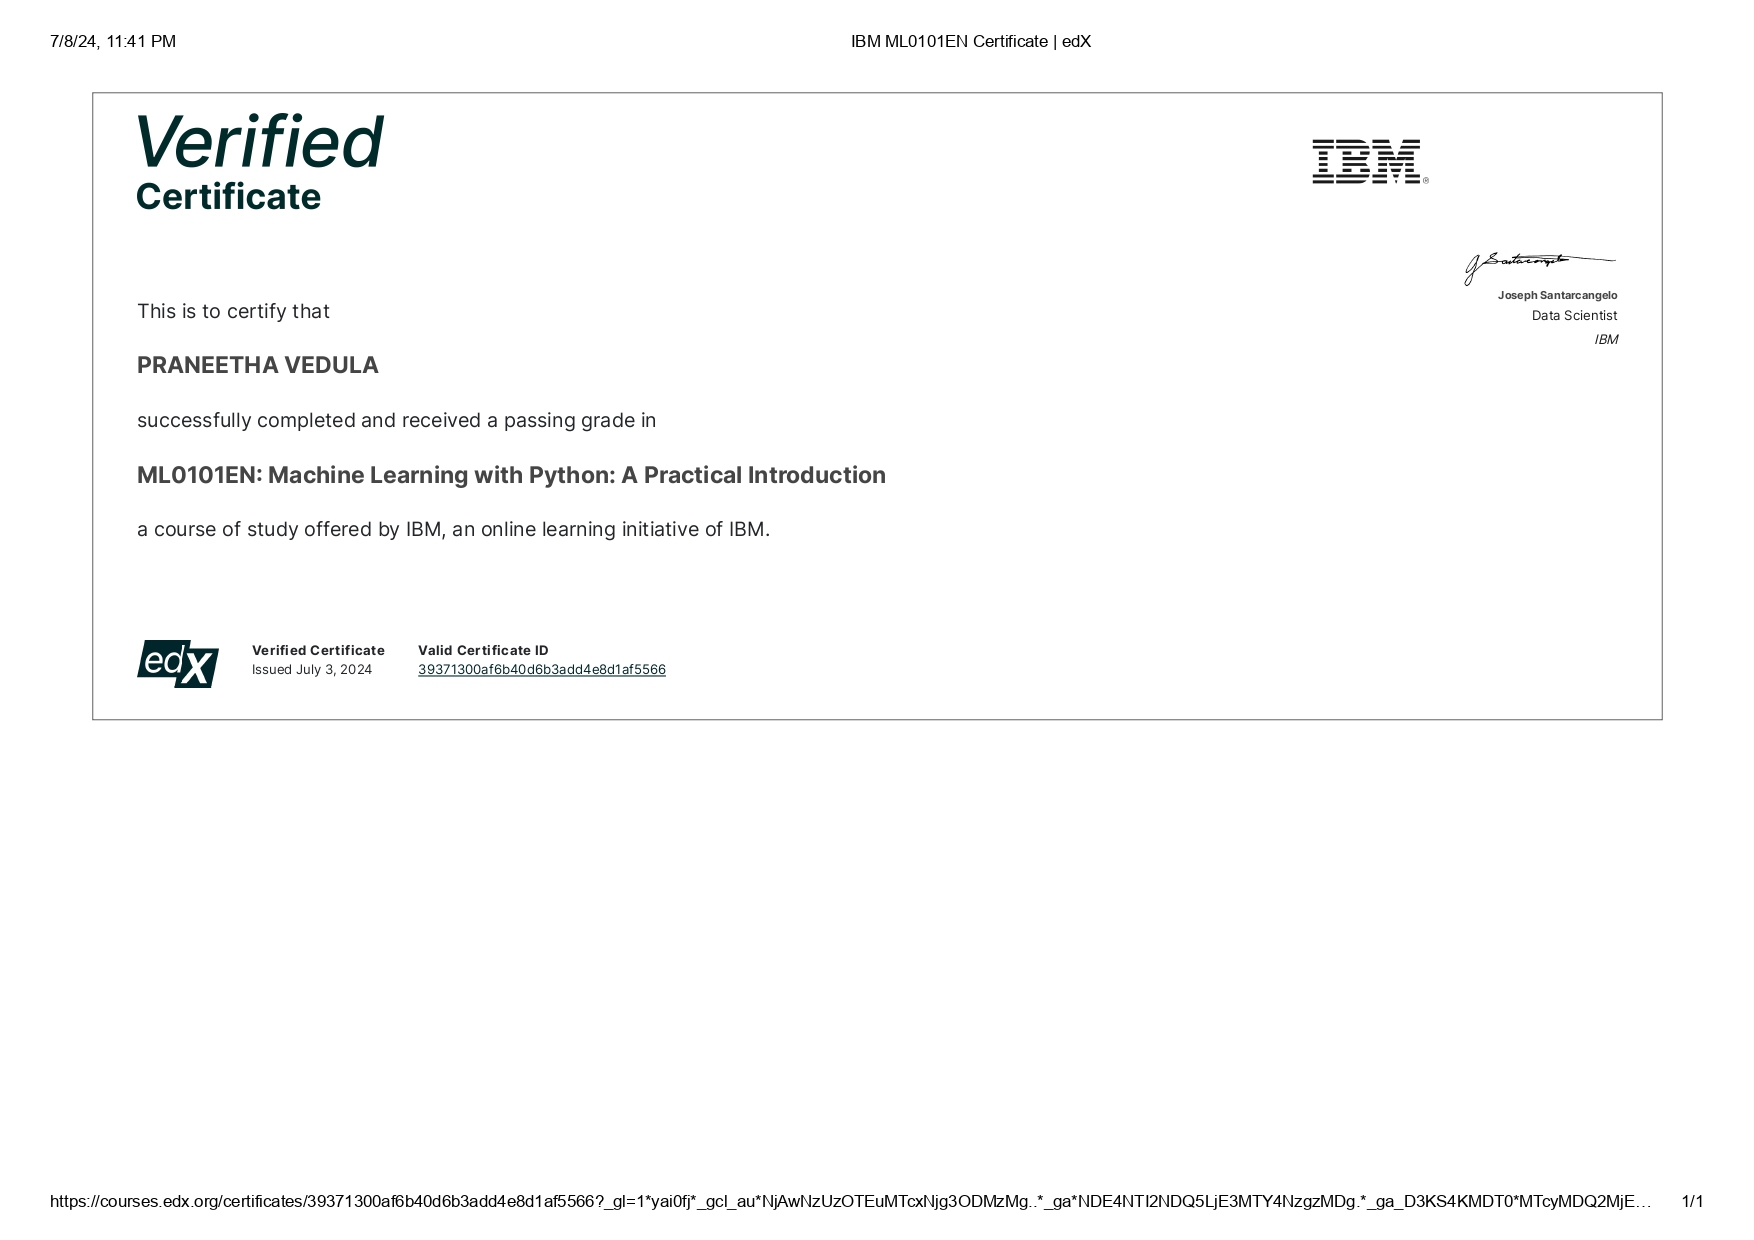 7/8/24, 11:41 PM
IBM ML0101EN Certificate | edX
Verified
Certificate
IBM®
J Santarcangelo
Joseph Santarcangelo
Data Scientist
IBM
This is to certify that
PRANEETHA VEDULA
successfully completed and received a passing grade in
ML0101EN: Machine Learning with Python: A Practical Introduction
a course of study offered by IBM, an online learning initiative of IBM.
edX
Verified Certificate
Issued July 3, 2024
Valid Certificate ID
39371300af6b40d6b3add4e8d1af5566
https://courses.edx.org/certificates/39371300af6b40d6b3add4e8d1af5566?_gl=1*yai0fj*_gcl_au*NjAwNzUzOTEuMTcxNjg3ODMzMg..*_ga*NDE4NTI2NDQ5LjE3MTY4NzgzMDg.*_ga_D3KS4KMDT0*MTcyMDQ2MjE…
1/1